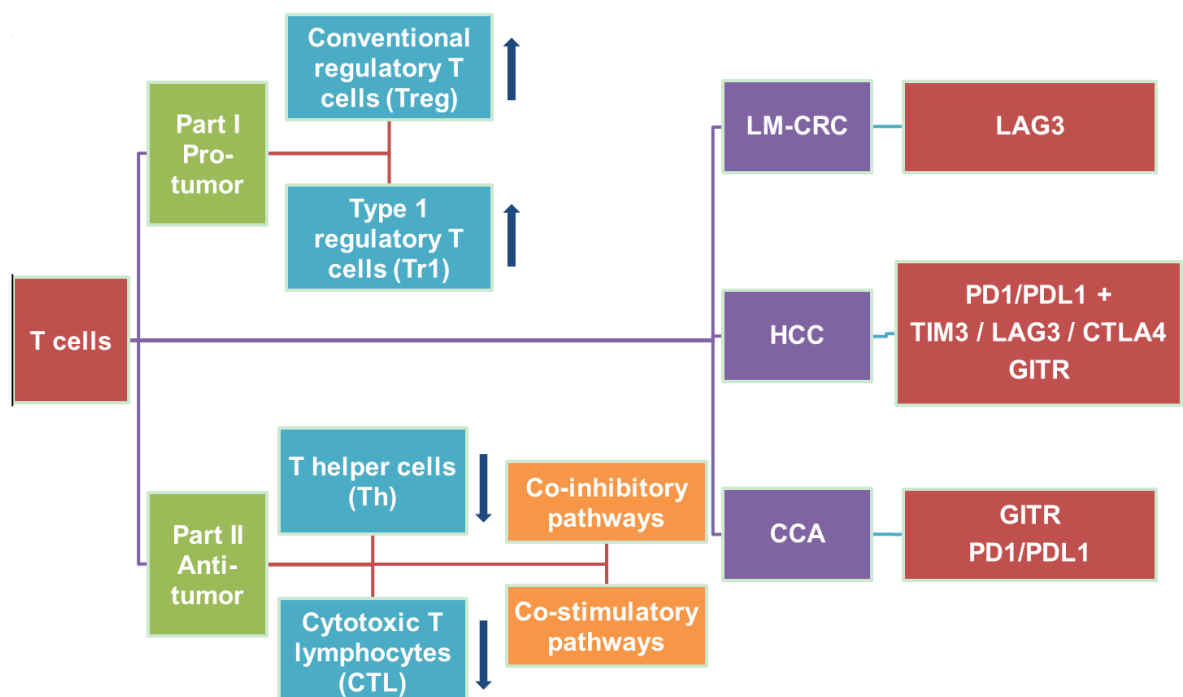 T cells
Part I
Pro-
tumor
Conventional
regulatory T
cells (Treg)
Type 1
regulatory T
cells (Tr1)
Part II
Anti-
tumor
T helper cells
(Th)
Cytotoxic T
lymphocytes
(CTL)
Co-inhibitory
pathways
Co-stimulatory
pathways
LM-CRC
LAG3
HCC
PD1/PDL1 +
TIM3 / LAG3 / CTLA4
GITR
CCA
GITR
PD1/PDL1